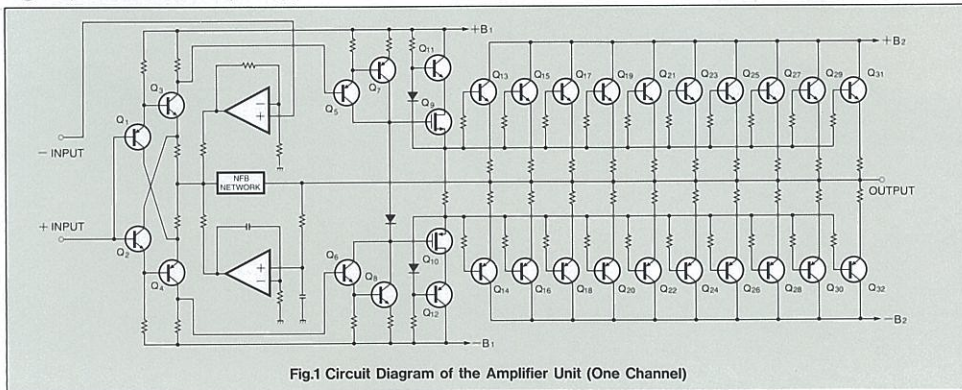 +B₁
+B₂
Q₁₁
Q₃
Q₇
Q₅
Q₉
Q₁
Q₁₃ Q₁₅ Q₁₇ Q₁₉ Q₂₁ Q₂₃ Q₂₅ Q₂₇ Q₂₉ Q₃₁
− INPUT
NFB
NETWORK
OUTPUT
+ INPUT
Q₂
Q₄
Q₆
Q₈
Q₁₀
Q₁₂
Q₁₄ Q₁₆ Q₁₈ Q₂₀ Q₂₂ Q₂₄ Q₂₆ Q₂₈ Q₃₀ Q₃₂
−B₁
−B₂
Fig.1 Circuit Diagram of the Amplifier Unit (One Channel)